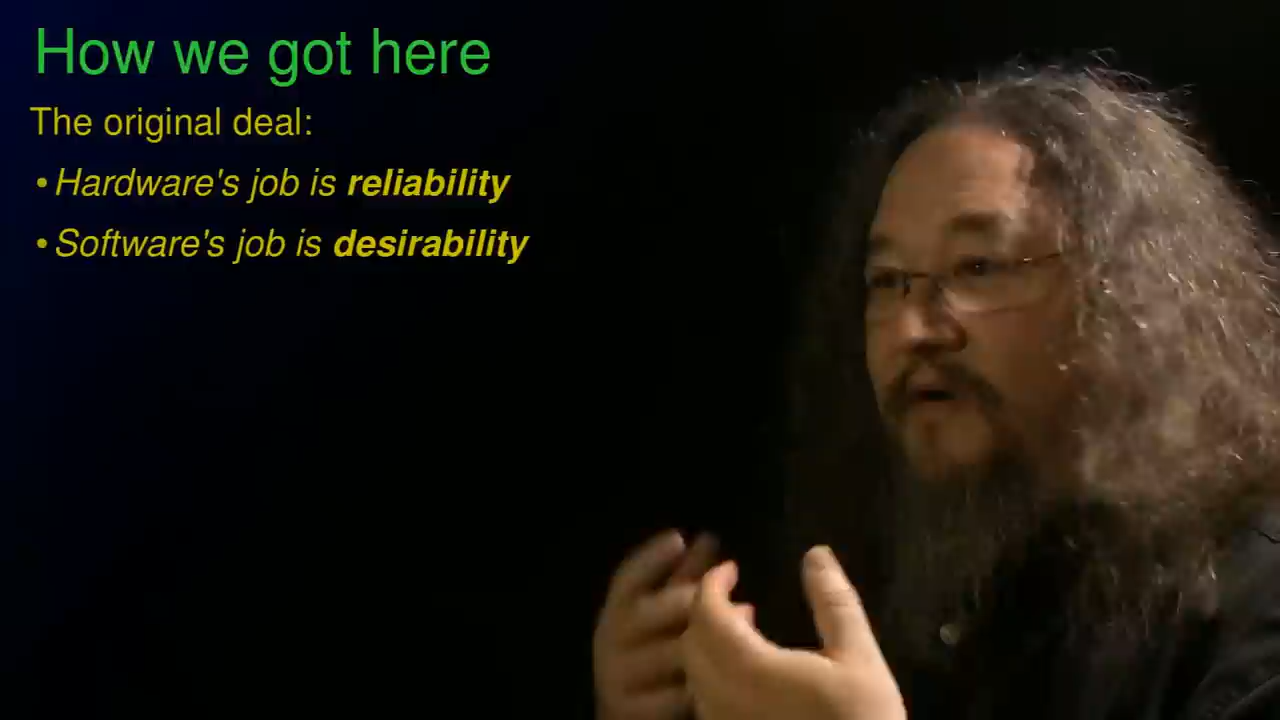 How we got here
The original deal:
•Hardware's job is reliability
•Software's job is desirability